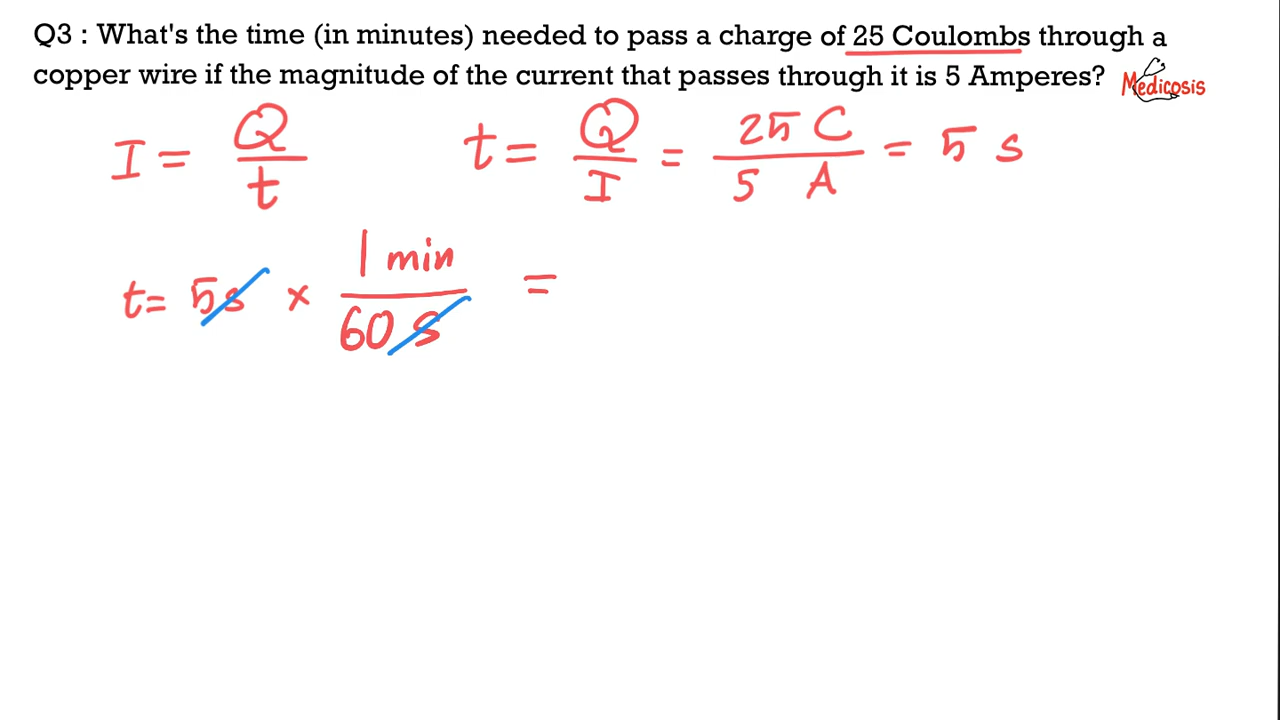 Q3 : What's the time (in minutes) needed to pass a charge of 25 Coulombs through a
copper wire if the magnitude of the current that passes through it is 5 Amperes?
Medicosis
I = Q/t t = Q/I = 25 C/5 A = 5 s
t = 5s × 1 min/60 s =